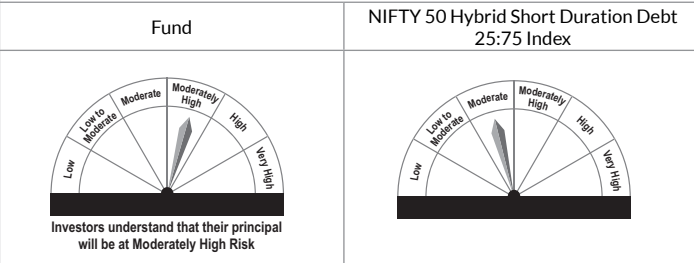 Fund
NIFTY 50 Hybrid Short Duration Debt
25:75 Index
Low
Low to
Moderate
Moderate
Moderately
High
High
Very High
Investors understand that their principal
will be at Moderately High Risk
Low
Low to
Moderate
Moderate
Moderately
High
High
Very High